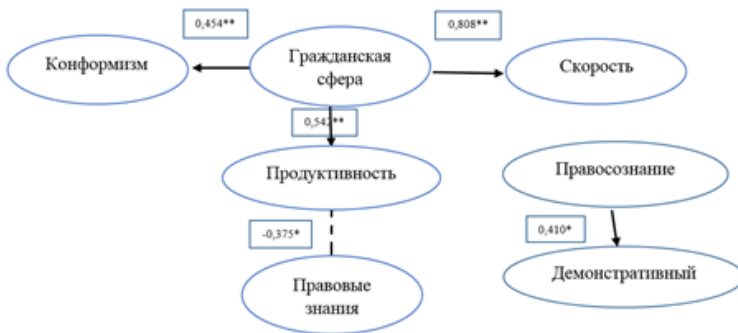 0,454**
0,808**
Конформизм
Гражданская
сфера
Скорость
0,542**
Продуктивность
Правосознание
-0,375*
0,410*
Правовые
знания
Демонстративный